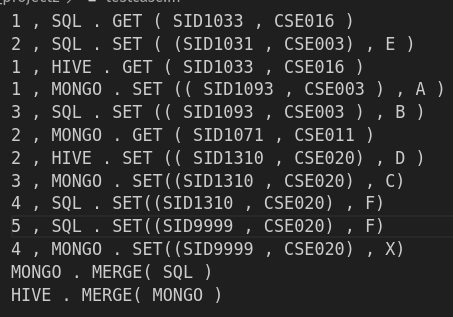 1 , SQL . GET ( SID1033 , CSE016 )
2 , SQL . SET ( (SID1031 , CSE003) , E )
1 , HIVE . GET ( SID1033 , CSE016 )
1 , MONGO . SET (( SID1093 , CSE003 ) , A )
3 , SQL . SET (( SID1093 , CSE003 ) , B )
2 , MONGO . GET ( SID1071 , CSE011 )
2 , HIVE . SET (( SID1310 , CSE020) , D )
3 , MONGO . SET((SID1310 , CSE020) , C)
4 , SQL . SET((SID1310 , CSE020) , F)
5 , SQL . SET((SID9999 , CSE020) , F)
4 , MONGO . SET((SID9999 , CSE020) , X)
MONGO . MERGE( SQL )
HIVE . MERGE( MONGO )